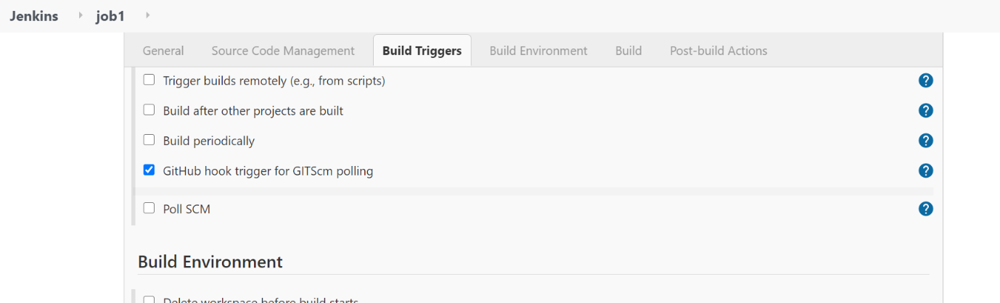 Jenkins job1
General Source Code Management Build Triggers Build Environment Build Post-build Actions
Trigger builds remotely (e.g., from scripts) ?
Build after other projects are built ?
Build periodically ?
GitHub hook trigger for GITScm polling ?
Poll SCM ?
Build Environment
Delete workspace before build starts